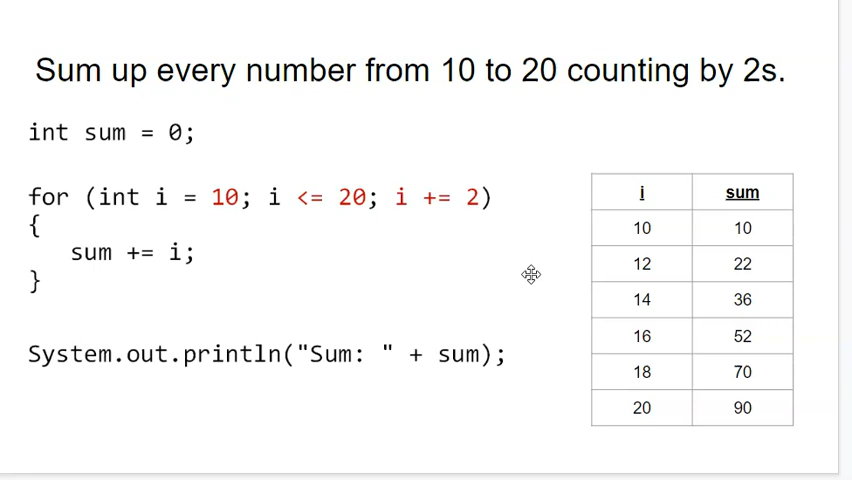 Sum up every number from 10 to 20 counting by 2s.
int sum = 0;
for (int i = 10; i <= 20; i += 2)
{
sum += i;
}
System.out.println("Sum: " + sum);
i sum
10 10
12 22
14 36
16 52
18 70
20 90